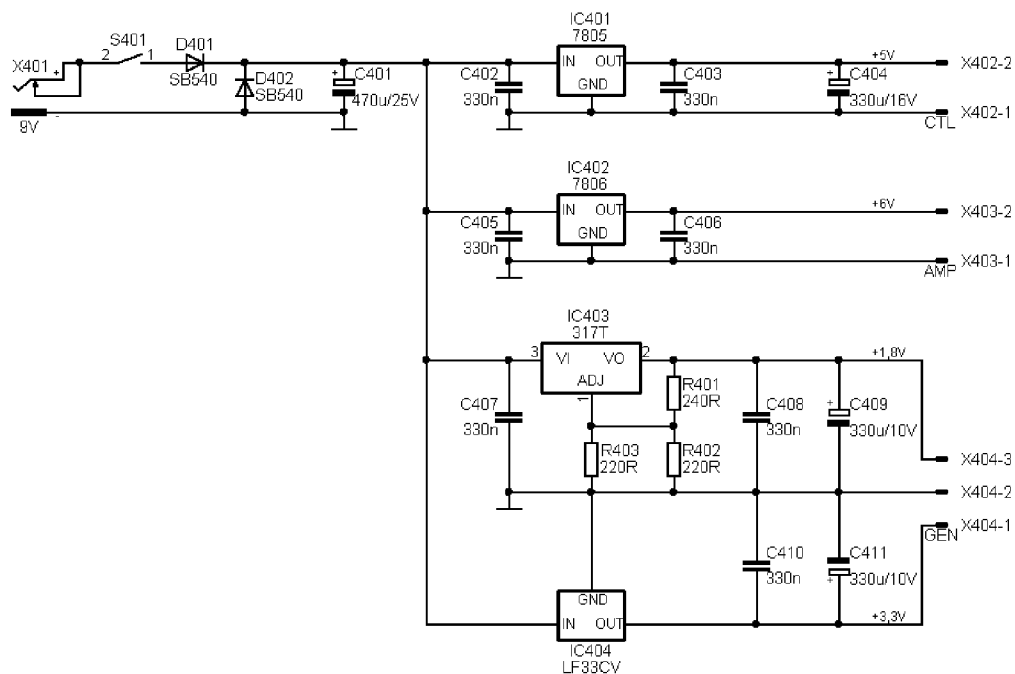 X401
+
2
S401
1
D401
SB540
D402
SB540
+
C401
470u/25V
9V
C402
330n
IC401
7805
IN
OUT
GND
C403
330n
+5V
+
C404
330u/16V
X402-2
X402-1
CTL
C405
330n
IC402
7806
IN
OUT
GND
C406
330n
+6V
X403-2
X403-1
AMP
C407
330n
IC403
317T
3
VI
VO
2
ADJ
1
R401
240R
R403
220R
R402
220R
C408
330n
+
C409
330u/10V
+1,8V
X404-3
X404-2
X404-1
GEN
C410
330n
C411
330u/10V
+
+3,3V
GND
IN
OUT
IC404
LF33CV